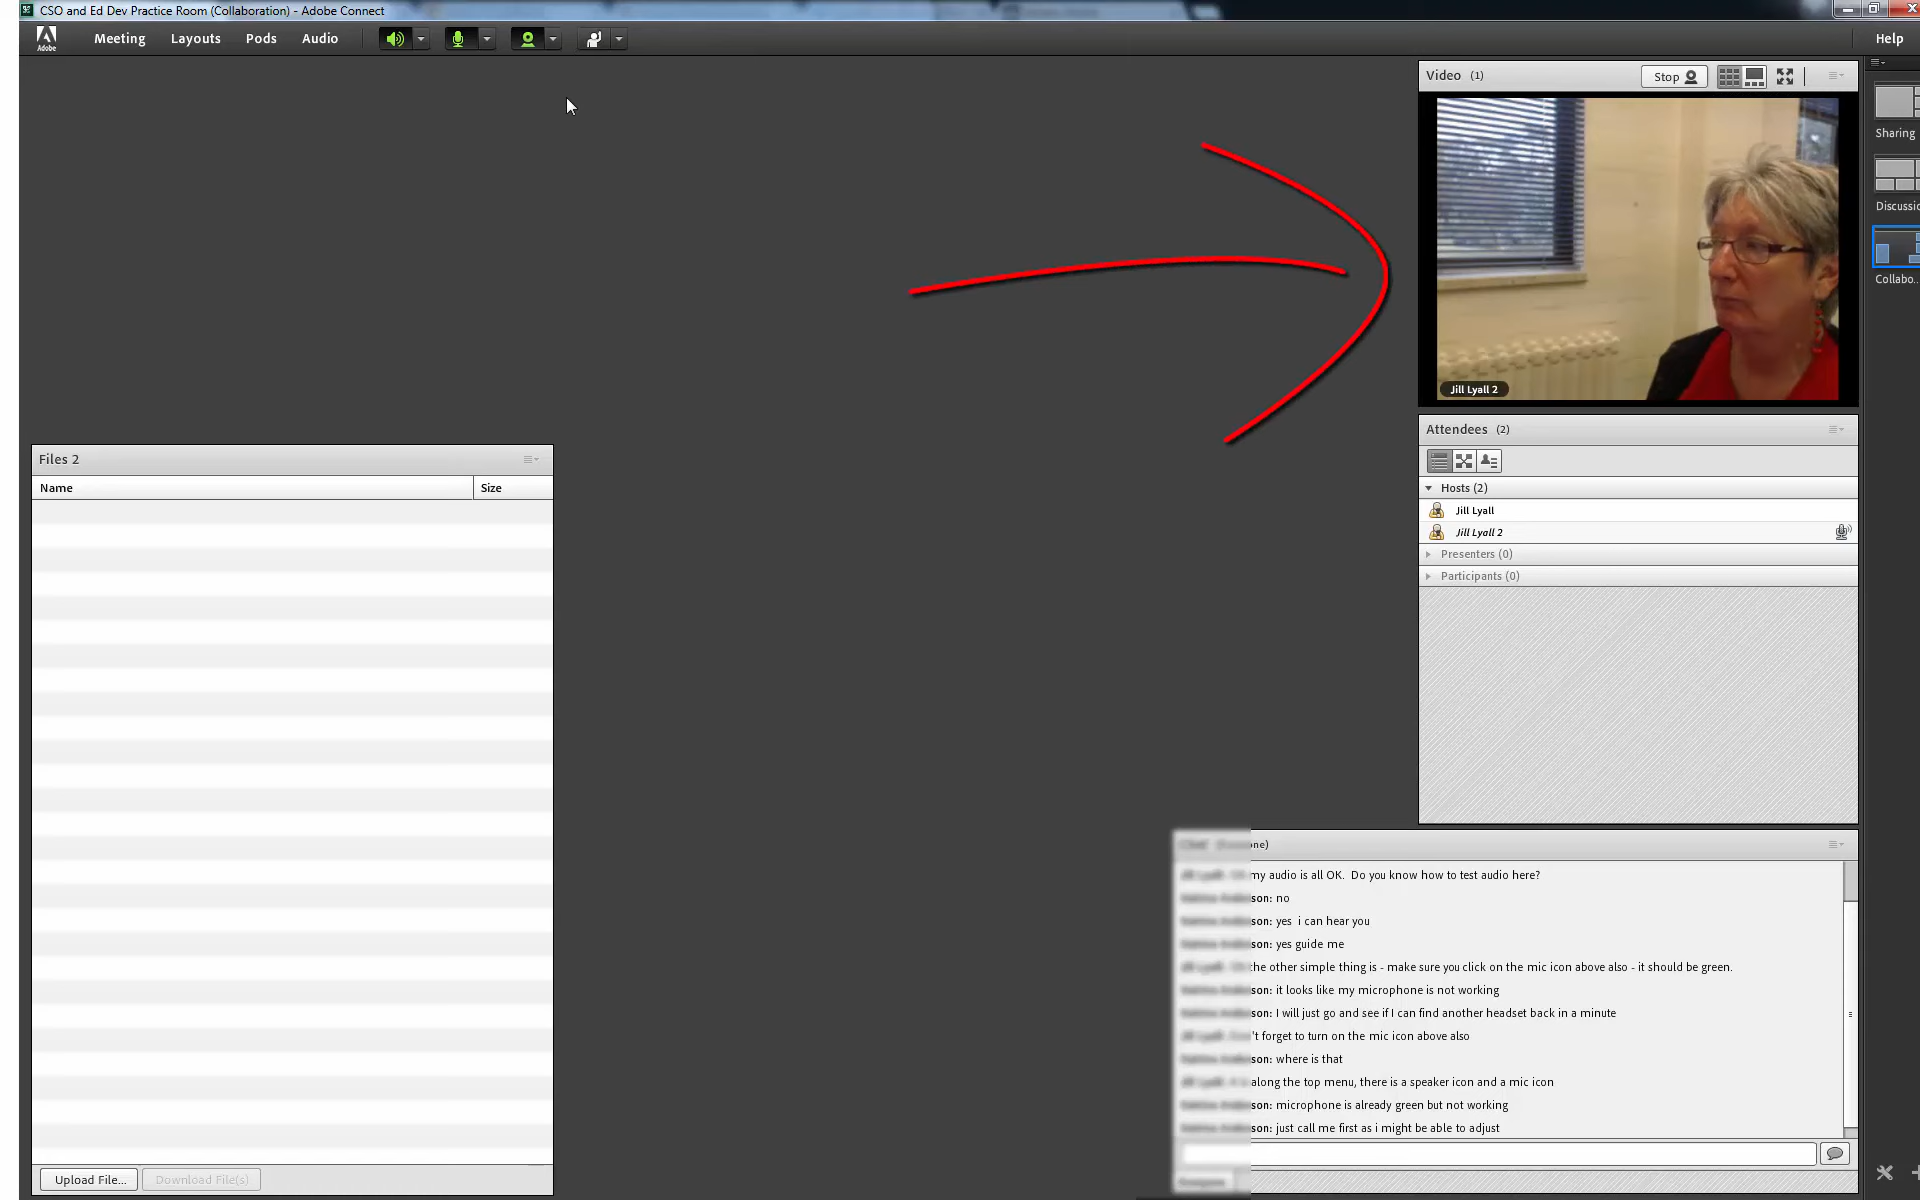 CSO and Ed Dev Practice Room (Collaboration) - Adobe Connect
Adobe
Meeting Layouts Pods Audio
Help
Video (1)
Stop
Sharing
Discussic
Collabo..
Jill Lyall 2
Attendees (2)
Hosts (2)
Jill Lyall
Jill Lyall 2
Presenters (0)
Participants (0)
Files 2
Name Size
Upload File... Download File(s)
one)
my audio is all OK. Do you know how to test audio here?
son: no
son: yes i can hear you
son: yes guide me
the other simple thing is - make sure you click on the mic icon above also - it should be green.
son: it looks like my microphone is not working
son: I will just go and see if I can find another headset back in a minute
't forget to turn on the mic icon above also
son: where is that
along the top menu, there is a speaker icon and a mic icon
son: microphone is already green but not working
son: just call me first as i might be able to adjust